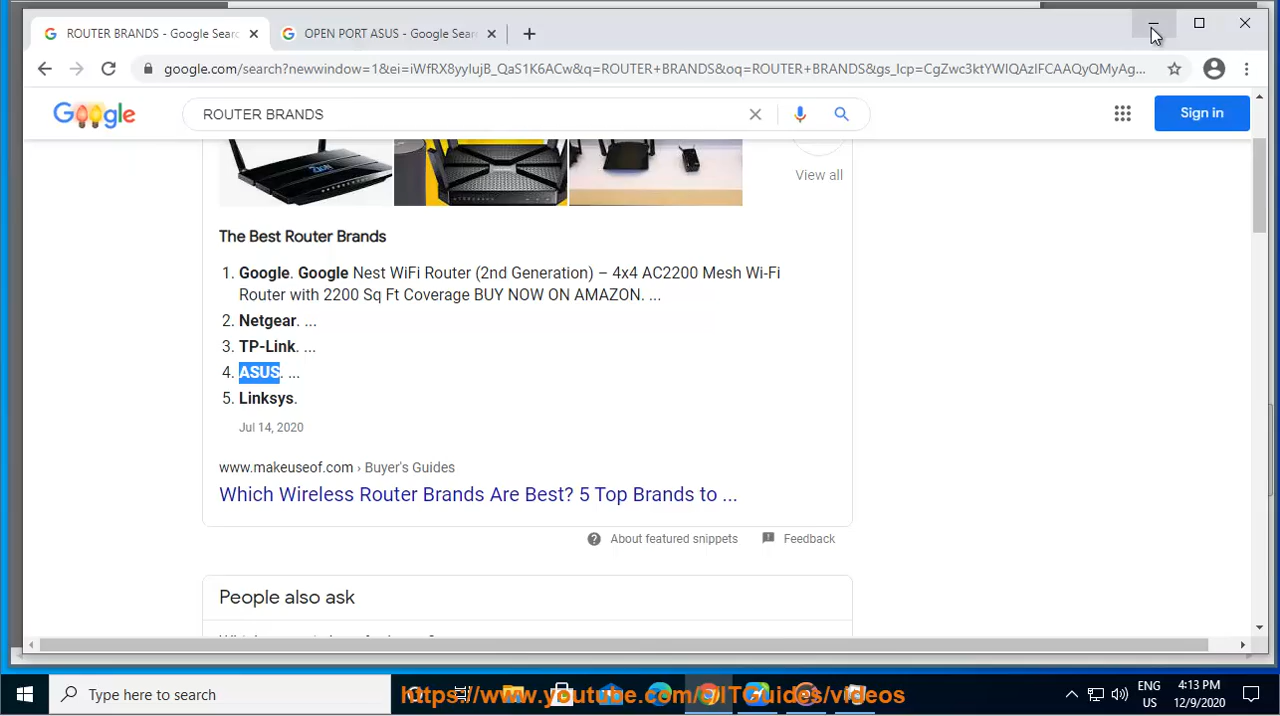 ROUTER BRANDS - Google Searc
OPEN PORT ASUS - Google Sear
google.com/search?newwindow=1&ei=iWfRX8yyIujB_QaS1K6ACw&q=ROUTER+BRANDS&oq=ROUTER+BRANDS&gs_lcp=CgZwc3ktYWIQAzIFCAAQyQMyAg...
Google
ROUTER BRANDS
Sign in
View all
The Best Router Brands
1. Google. Google Nest WiFi Router (2nd Generation) – 4x4 AC2200 Mesh Wi-Fi
Router with 2200 Sq Ft Coverage BUY NOW ON AMAZON. ...
2. Netgear. ...
3. TP-Link. ...
4. ASUS. ...
5. Linksys.
Jul 14, 2020
www.makeuseof.com › Buyer's Guides
Which Wireless Router Brands Are Best? 5 Top Brands to ...
About featured snippets
Feedback
People also ask
Type here to search
https://www.youtube.com/c/ITGuides/videos
ENG
US
4:13 PM
12/9/2020